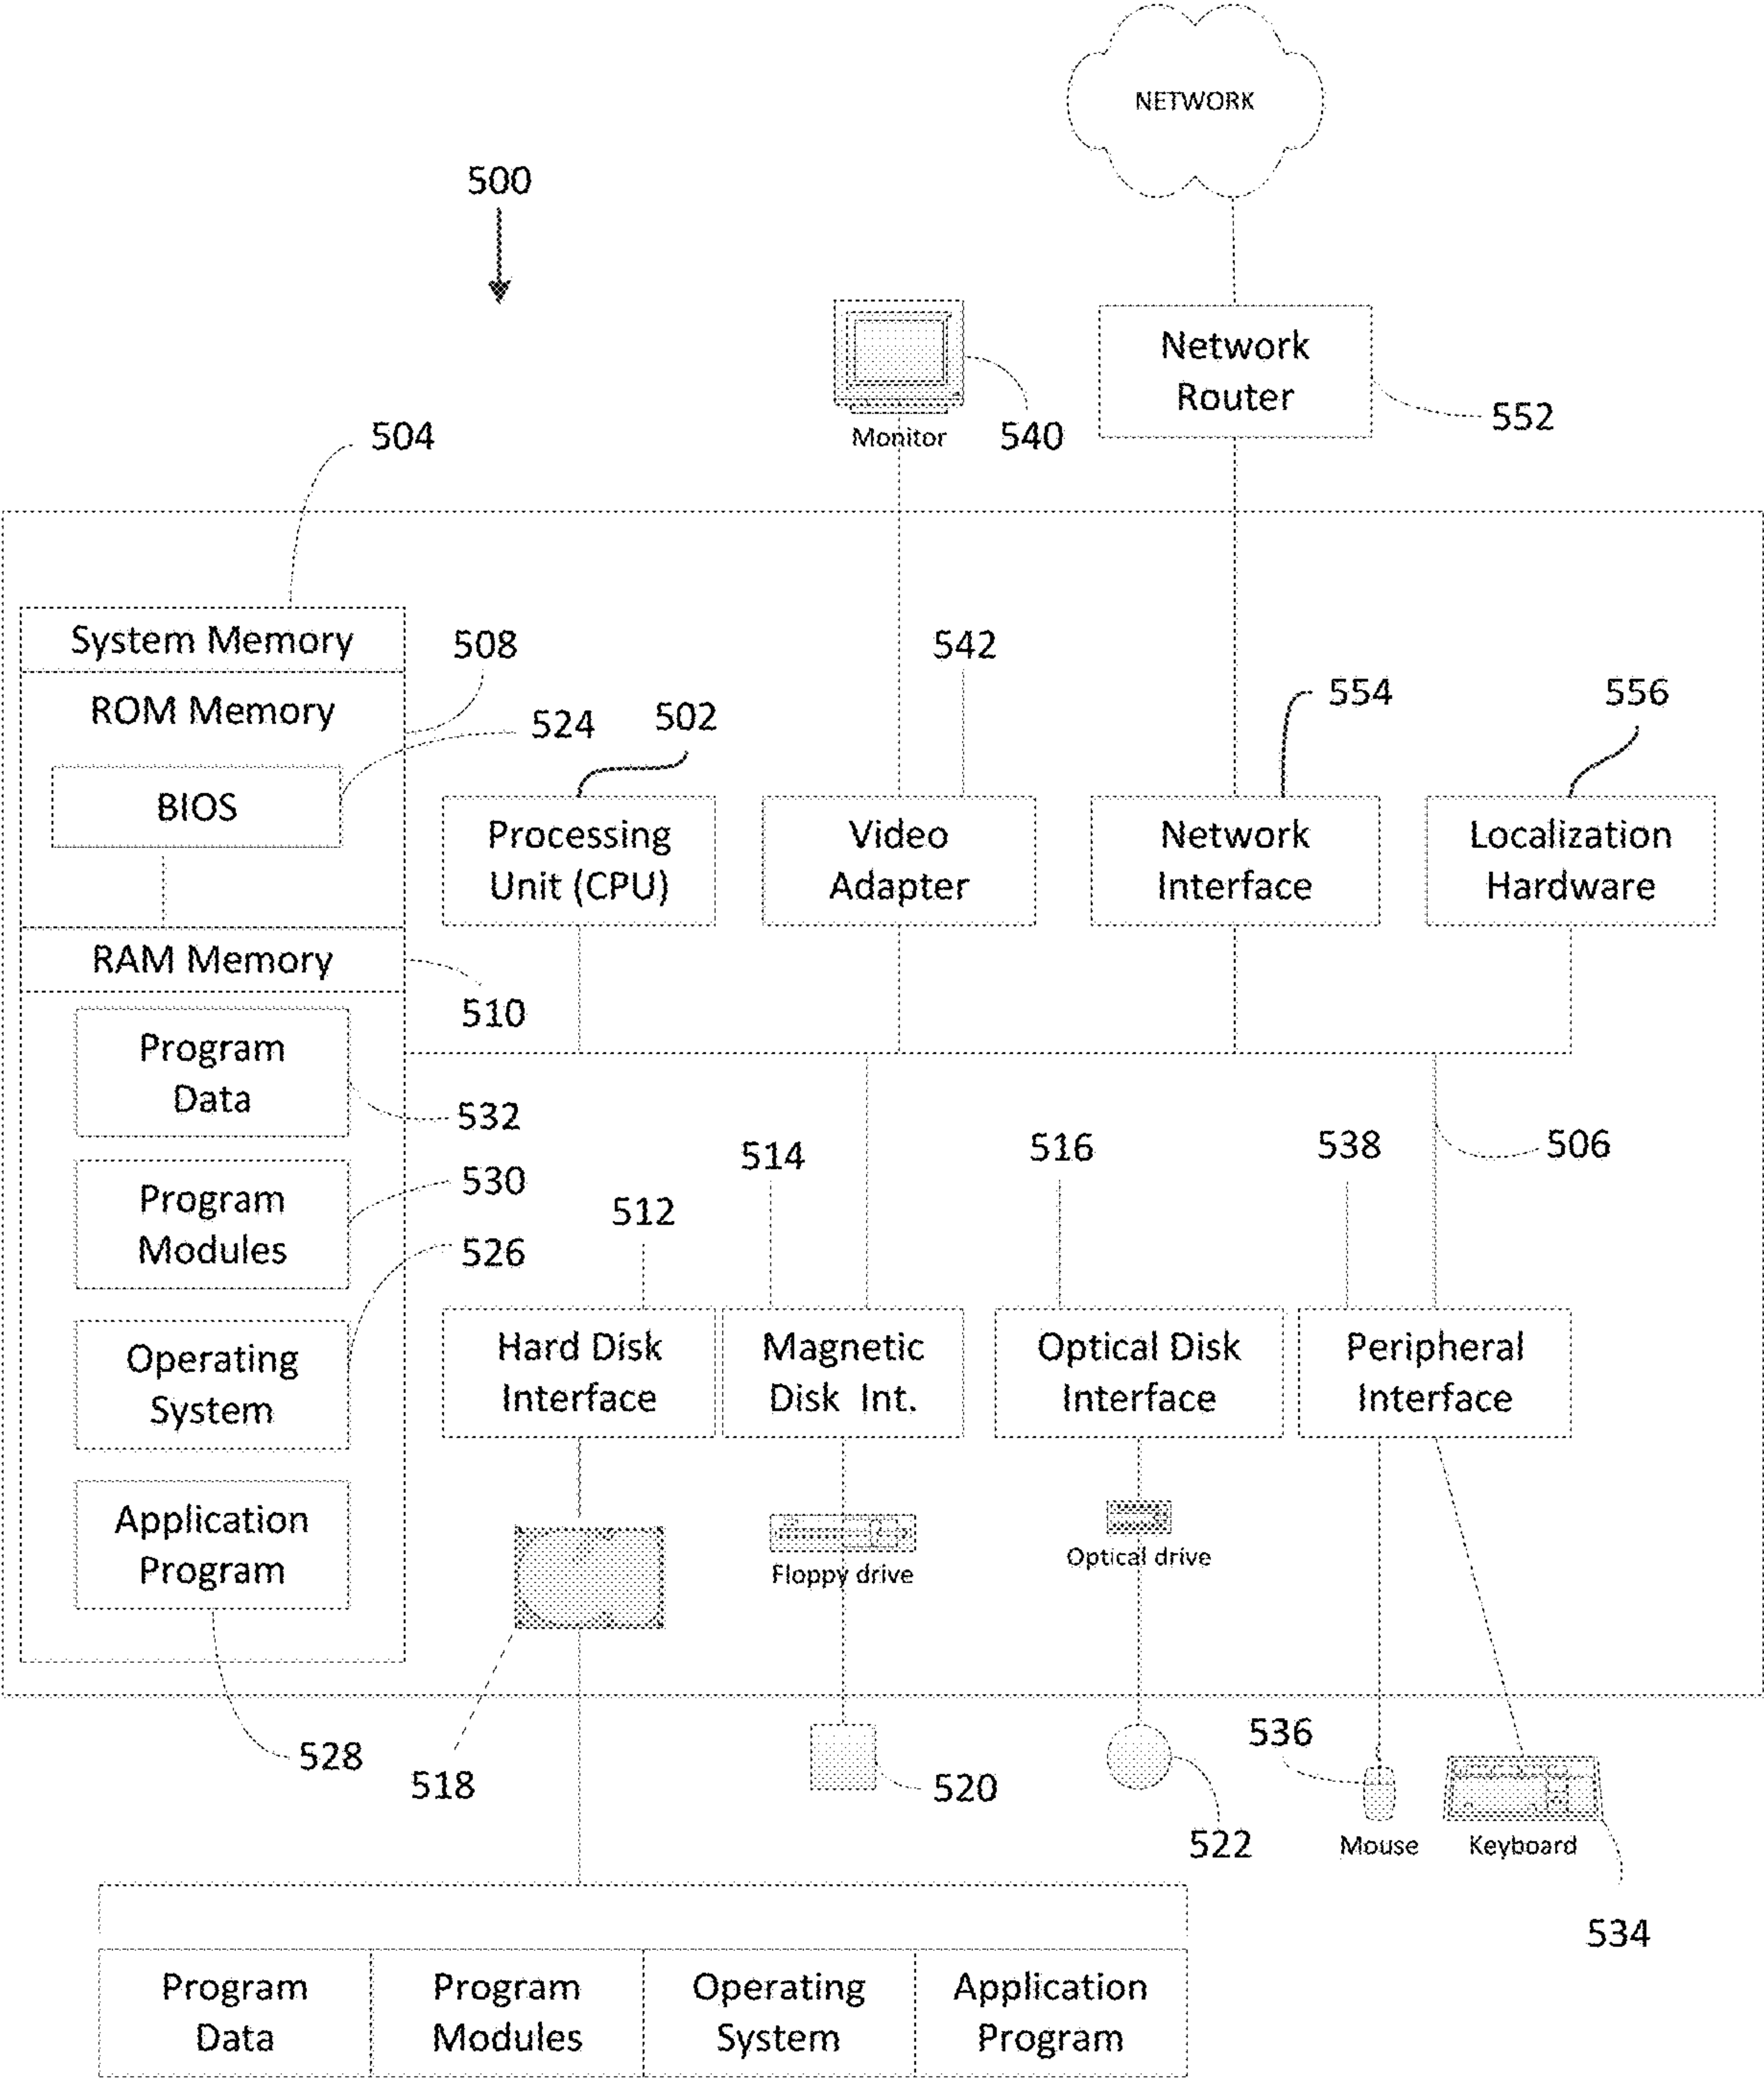 NETWORK
500
Network
Router
552
Monitor
540
504
System Memory
508
542
ROM Memory
524
502
554
556
BIOS
Processing
Unit (CPU)
Video
Adapter
Network
Interface
Localization
Hardware
RAM Memory
510
Program
Data
532
514
516
538
506
Program
Modules
530
512
526
Operating
System
Hard Disk
Interface
Magnetic
Disk Int.
Optical Disk
Interface
Peripheral
Interface
Application
Program
Floppy drive
Optical drive
528
518
520
522
536
Mouse
Keyboard
534
Program
Data
Program
Modules
Operating
System
Application
Program